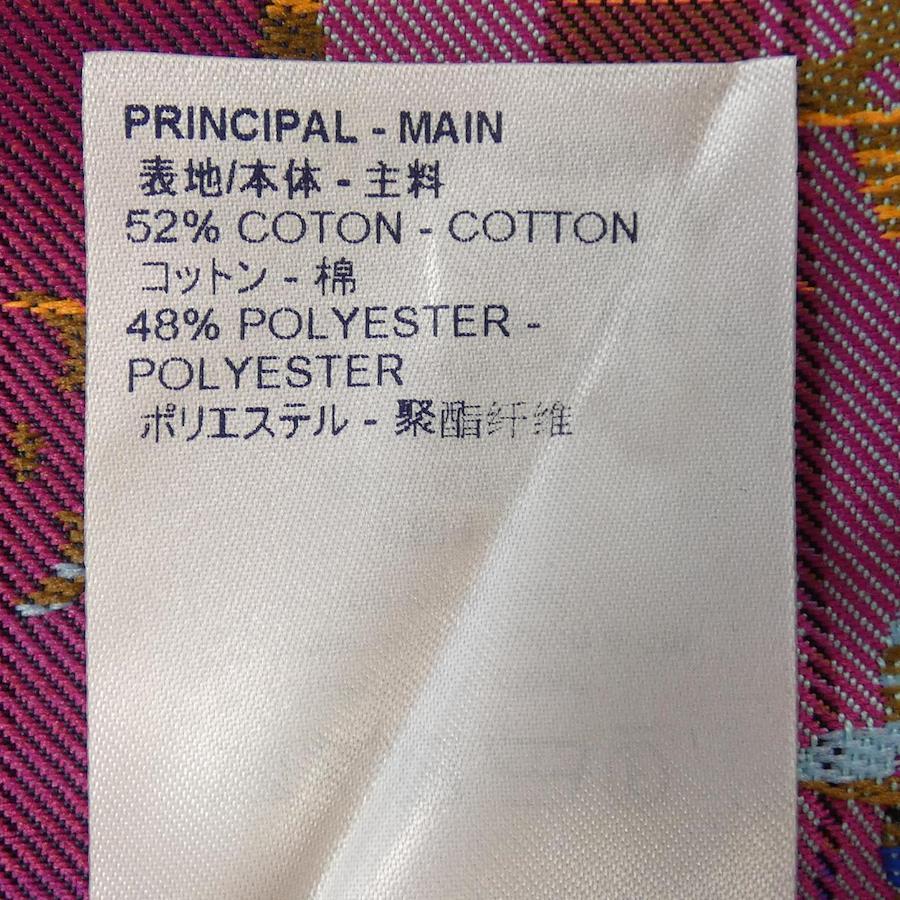 PRINCIPAL - MAIN
表地/本体 - 主料
52% COTON - COTTON
コットン - 棉
48% POLYESTER -
POLYESTER
ポリエステル - 聚酯纤维